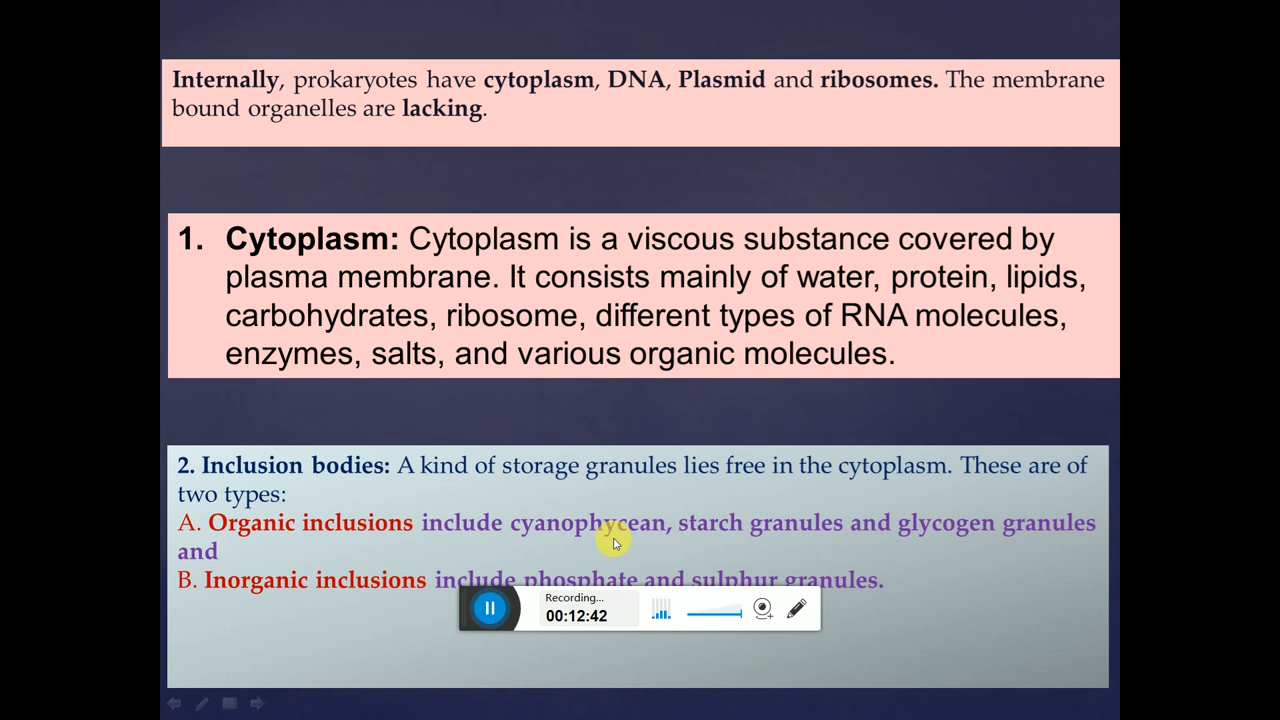 Internally, prokaryotes have cytoplasm, DNA, Plasmid and ribosomes. The membrane
bound organelles are lacking.
1. Cytoplasm: Cytoplasm is a viscous substance covered by
plasma membrane. It consists mainly of water, protein, lipids,
carbohydrates, ribosome, different types of RNA molecules,
enzymes, salts, and various organic molecules.
2. Inclusion bodies: A kind of storage granules lies free in the cytoplasm. These are of
two types:
A. Organic inclusions include cyanophycean, starch granules and glycogen granules
and
B. Inorganic inclusions include phosphate and sulphur granules.
Recording...
00:12:42